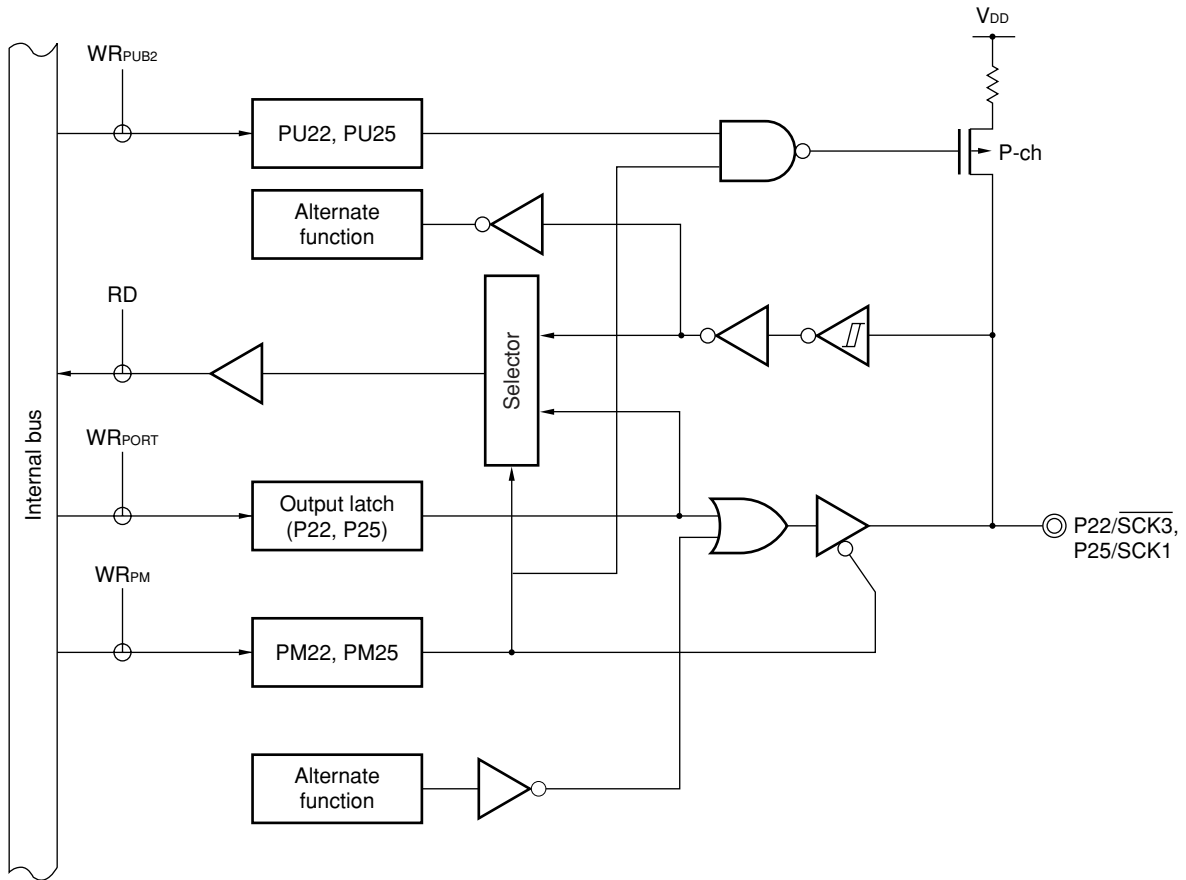 VDD
WRPUB2
PU22, PU25
P-ch
Alternate
function
RD
Selector
Internal bus
WRPORT
Output latch
(P22, P25)
P22/SCK3,
P25/SCK1
WRPM
PM22, PM25
Alternate
function